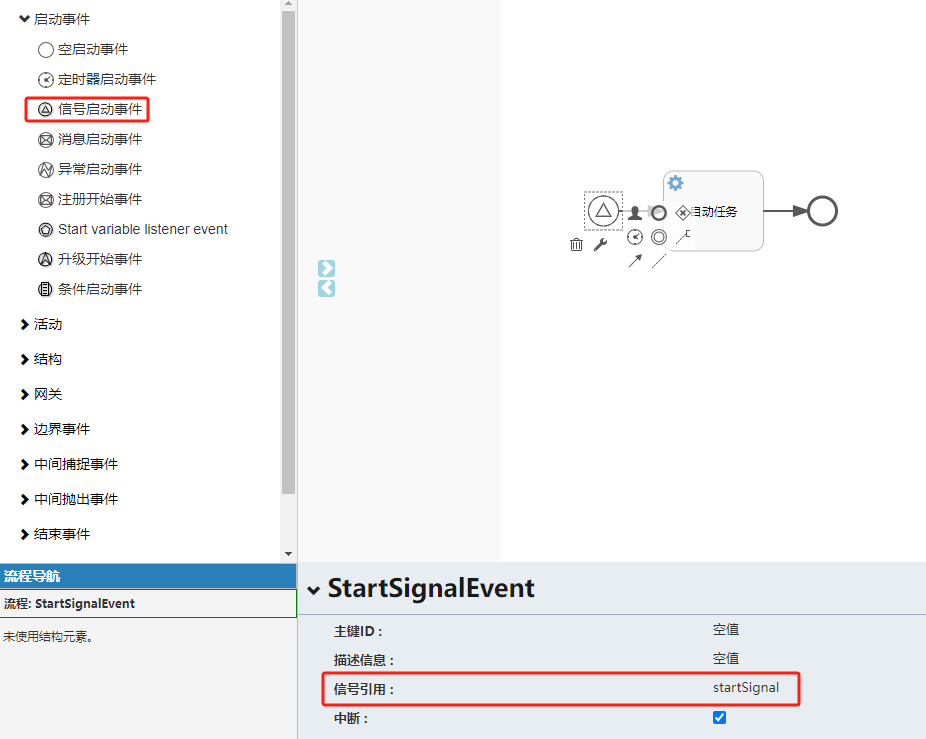 启动事件
空启动事件
定时器启动事件
信号启动事件
消息启动事件
异常启动事件
注册开始事件
Start variable listener event
升级开始事件
条件启动事件
活动
结构
网关
边界事件
中间捕捉事件
中间抛出事件
结束事件
自动任务
流程导航
流程: StartSignalEvent
未使用结构元素。
StartSignalEvent
主键ID : 空值
描述信息 : 空值
信号引用 : startSignal
中断 :